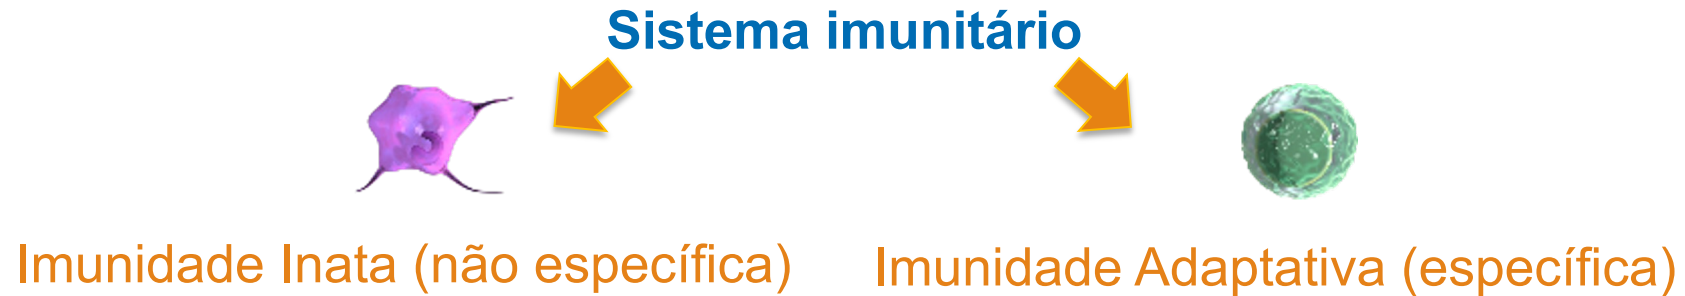 Sistema imunitário
Imunidade Inata (não específica)
Imunidade Adaptativa (específica)